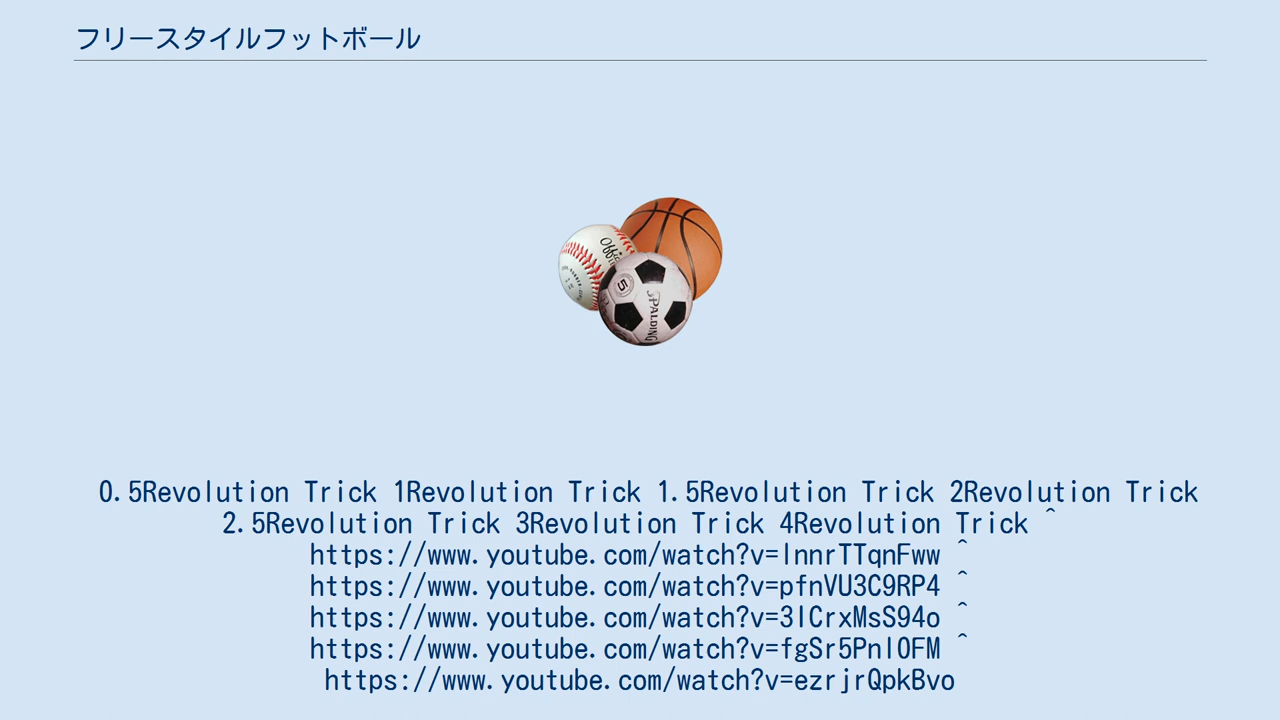 フリースタイルフットボール
Offic
5
SPALDING
0.5Revolution Trick 1Revolution Trick 1.5Revolution Trick 2Revolution Trick
2.5Revolution Trick 3Revolution Trick 4Revolution Trick ^
https://www.youtube.com/watch?v=lnnrTTqnFww ^
https://www.youtube.com/watch?v=pfnVU3C9RP4 ^
https://www.youtube.com/watch?v=3lCrxMsS94o ^
https://www.youtube.com/watch?v=fgSr5Pnl0FM ^
https://www.youtube.com/watch?v=ezrjrQpkBvo